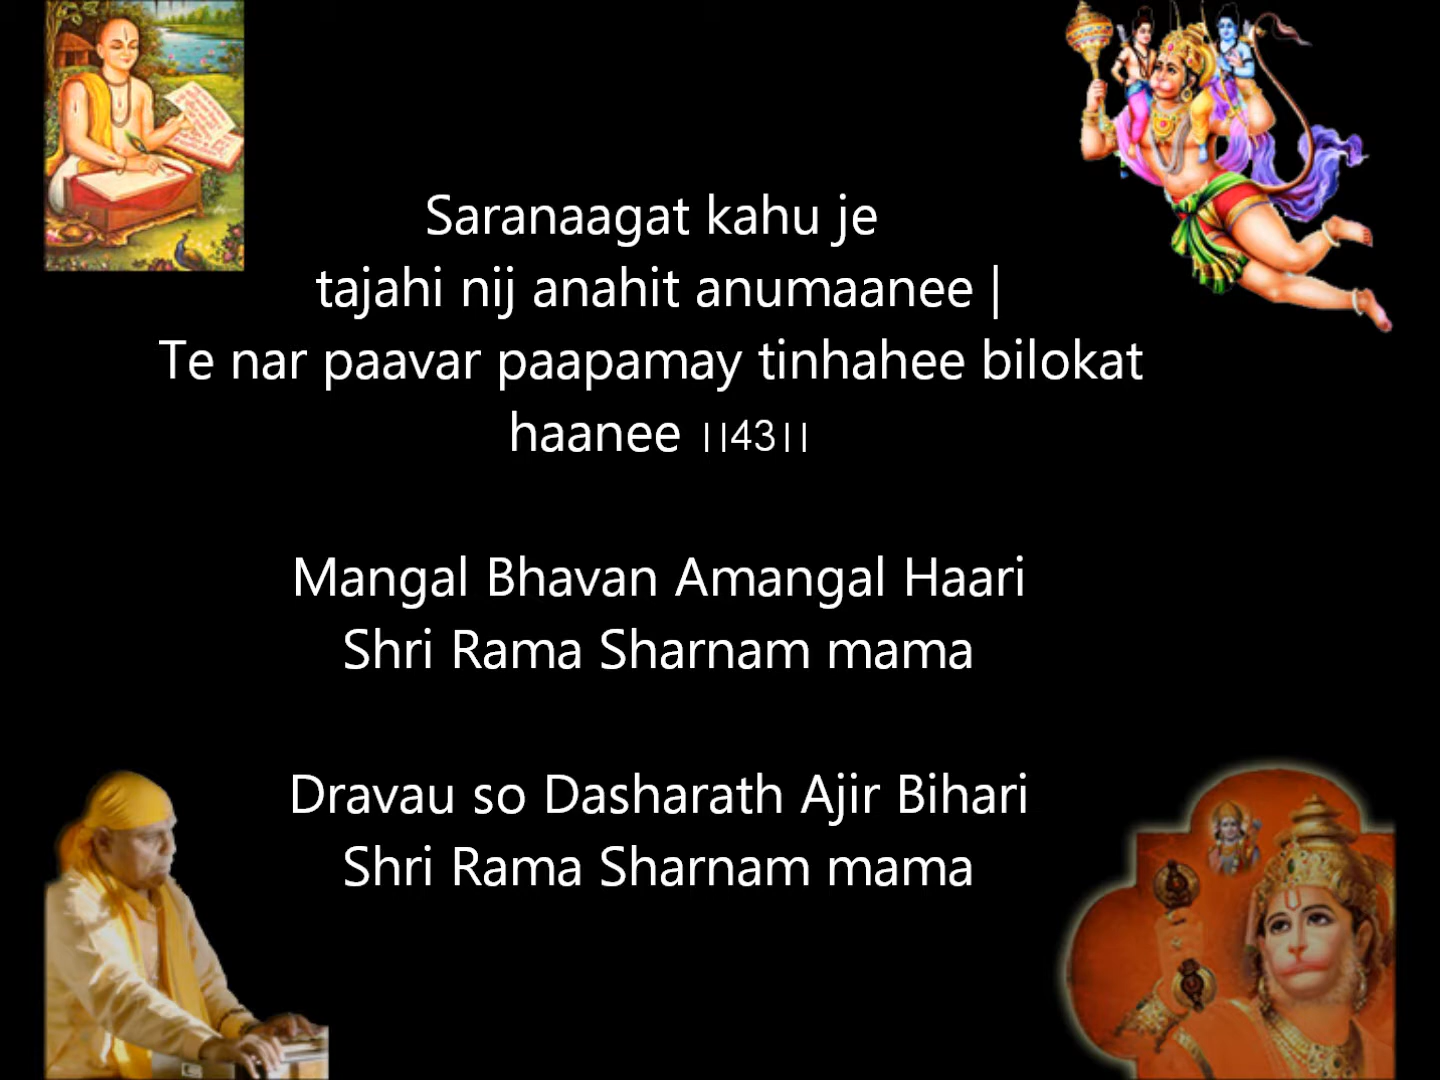 Saranaagat kahu je
tajahi nij anahit anumaanee |
Te nar paavar paapamay tinhahee bilokat
haanee ।।43।।
Mangal Bhavan Amangal Haari
Shri Rama Sharnam mama
Dravau so Dasharath Ajir Bihari
Shri Rama Sharnam mama